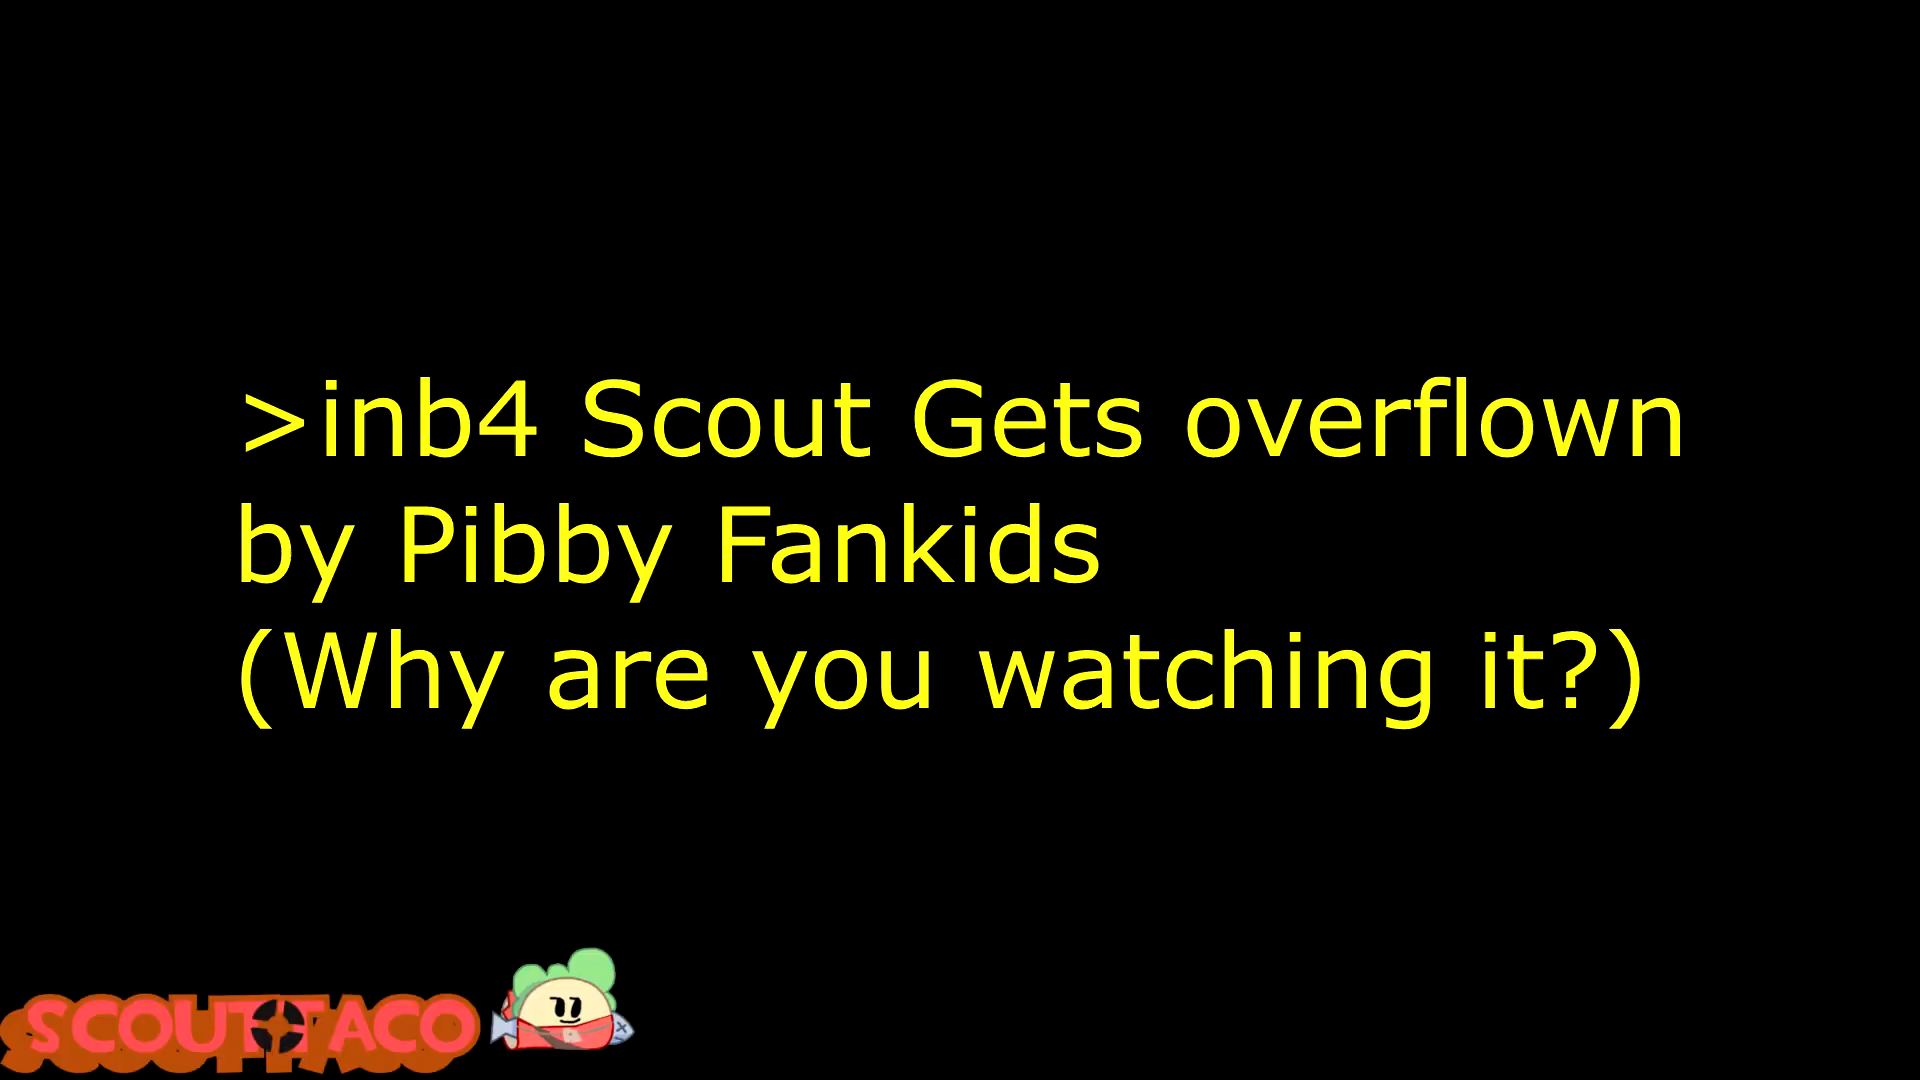 >inb4 Scout Gets overflown
by Pibby Fankids
(Why are you watching it?)
SCOUTTACO